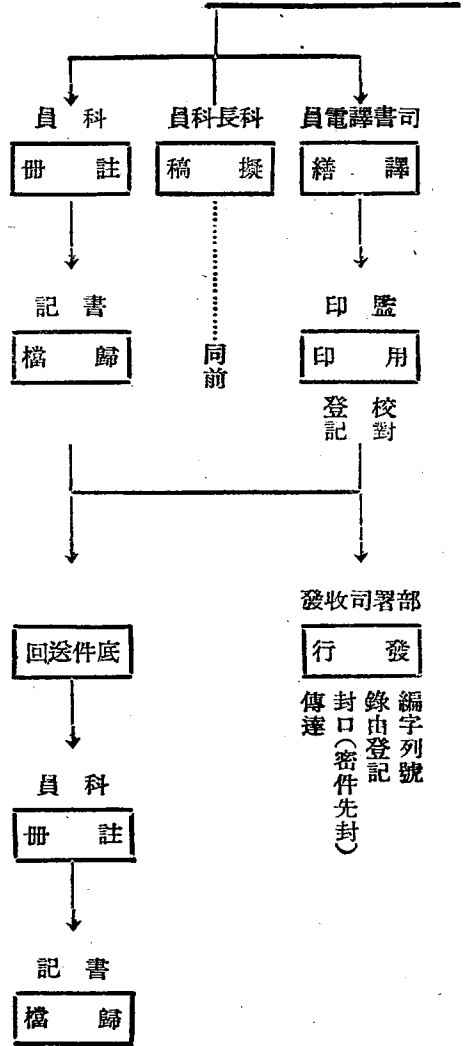 司書譯電員
譯繕
科長科員
擬稿
科員
註冊
監印
用印
校對
登記
同前
書記
歸檔
部署司收發
發行
編字列號
錄由登記
封口(密件先封)
傳達
底件送回
科員
註冊
書記
歸檔